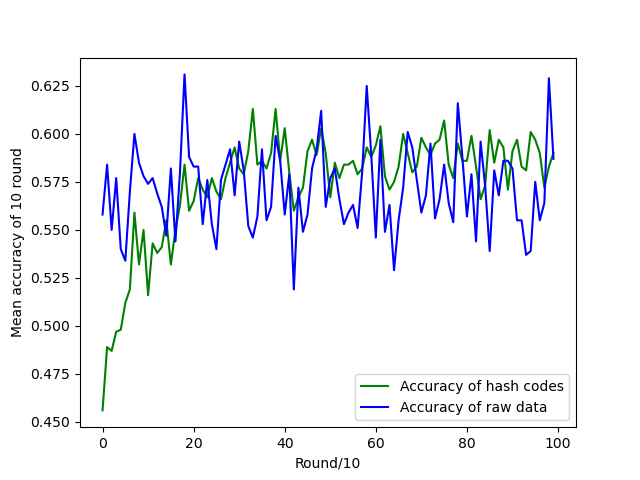 0.625
0.600
0.575
0.550
0.525
0.500
0.475
0.450
Mean accuracy of 10 round
0 20 40 60 80 100
Round/10
Accuracy of hash codes
Accuracy of raw data